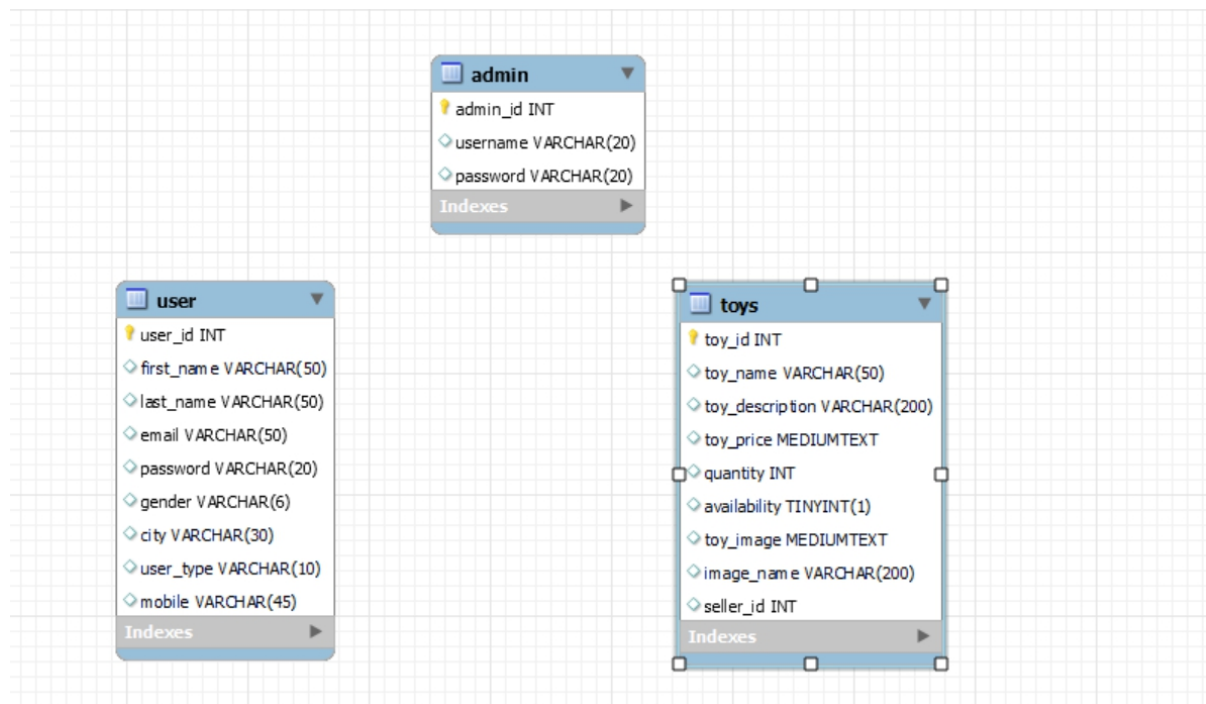 admin
admin_id INT
username VARCHAR(20)
password VARCHAR(20)
Indexes
user
user_id INT
first_name VARCHAR(50)
last_name VARCHAR(50)
email VARCHAR(50)
password VARCHAR(20)
gender VARCHAR(6)
city VARCHAR(30)
user_type VARCHAR(10)
mobile VARCHAR(45)
Indexes
toys
toy_id INT
toy_name VARCHAR(50)
toy_description VARCHAR(200)
toy_price MEDIUMTEXT
quantity INT
availability TINYINT(1)
toy_image MEDIUMTEXT
image_name VARCHAR(200)
seller_id INT
Indexes